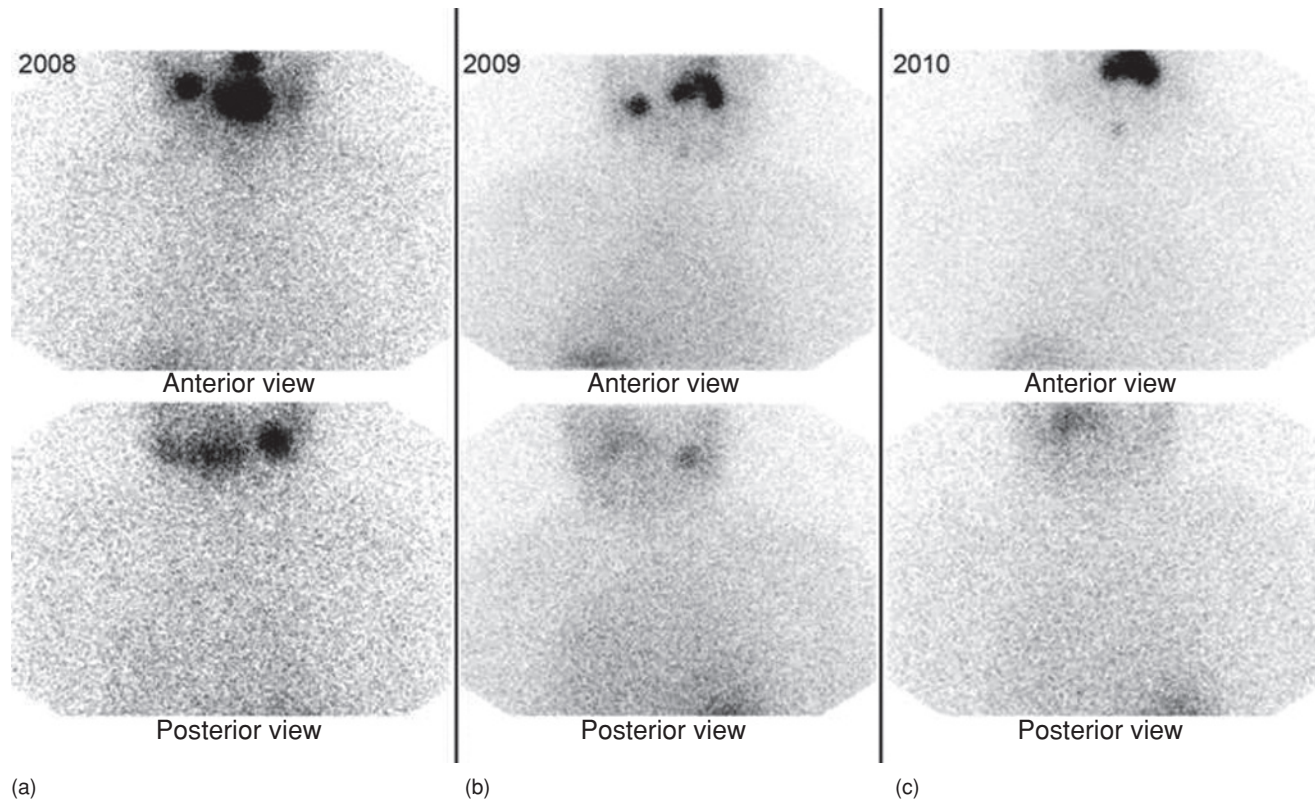 2008
2009
2010
Anterior view
Anterior view
Anterior view
Posterior view
Posterior view
Posterior view
(a)
(b)
(c)